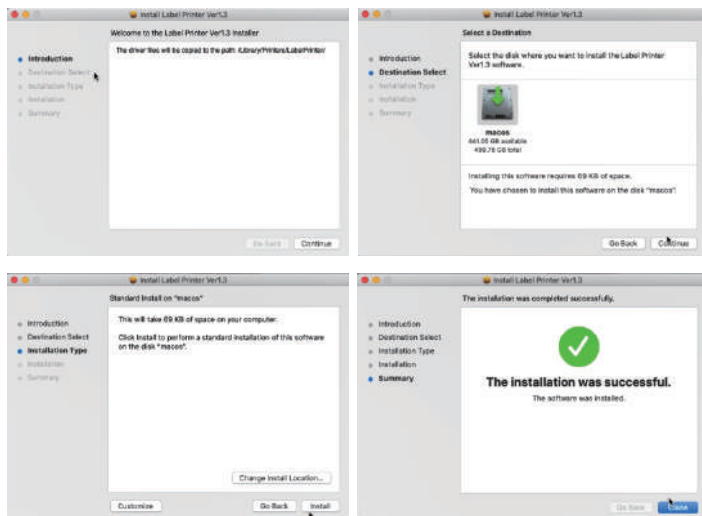 Install Label Printer Ver1.3
Welcome to the Label Printer Ver1.3 Installer
Introduction
Destination Select
Installation Type
Installation
Summary
The driver files will be copied to the path: /Library/Printers/LabelPrinter/
Go Back
Continue
Install Label Printer Ver1.3
Select a Destination
Introduction
Destination Select
Installation Type
Installation
Summary
Select the disk where you want to install the Label Printer
Ver1.3 software.
macos
GB available
GB total
Installing this software requires 69 KB of space.
You have chosen to install this software on the disk "macos".
Go Back
Continue
Install Label Printer Ver1.3
Standard Install on "macos"
Introduction
Destination Select
Installation Type
Installation
Summary
This will take 69 KB of space on your computer.
Click Install to perform a standard installation of this software
on the disk "macos".
Change Install Location...
Customize
Go Back
Install
Install Label Printer Ver1.3
The installation was completed successfully.
Introduction
Destination Select
Installation Type
Installation
Summary
The installation was successful.
The software was installed.
Go Back
Close